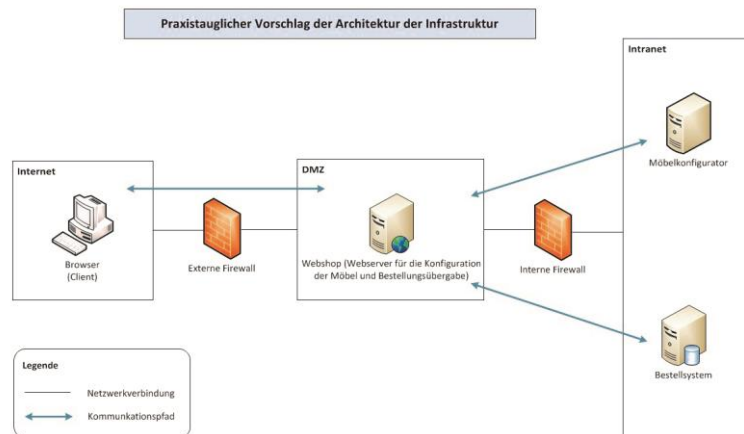 Praxistauglicher Vorschlag der Architektur der Infrastruktur
Intranet
Möbelkonfigurator
Internet
DMZ
Browser
(Client)
Externe Firewall
Webshop (Webserver für die Konfiguration
der Möbel und Bestellungsübergabe)
Interne Firewall
Bestellsystem
Legende
Netzwerkverbindung
Kommunkationspfad